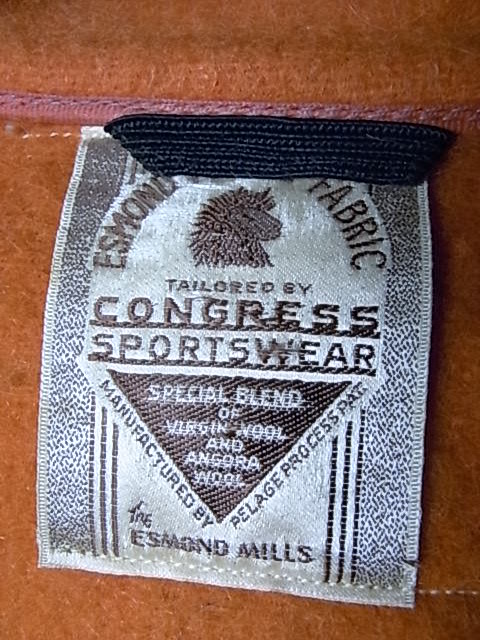 ESMOND
FABRIC
TAILORED BY
CONGRESS
SPORTSWEAR
SPECIAL BLEND
OF
VIRGIN WOOL
AND
ANGORA
WOOL
MANUFACTURED BY
PELAGE PROCESS PAT.
THE
ESMOND MILLS